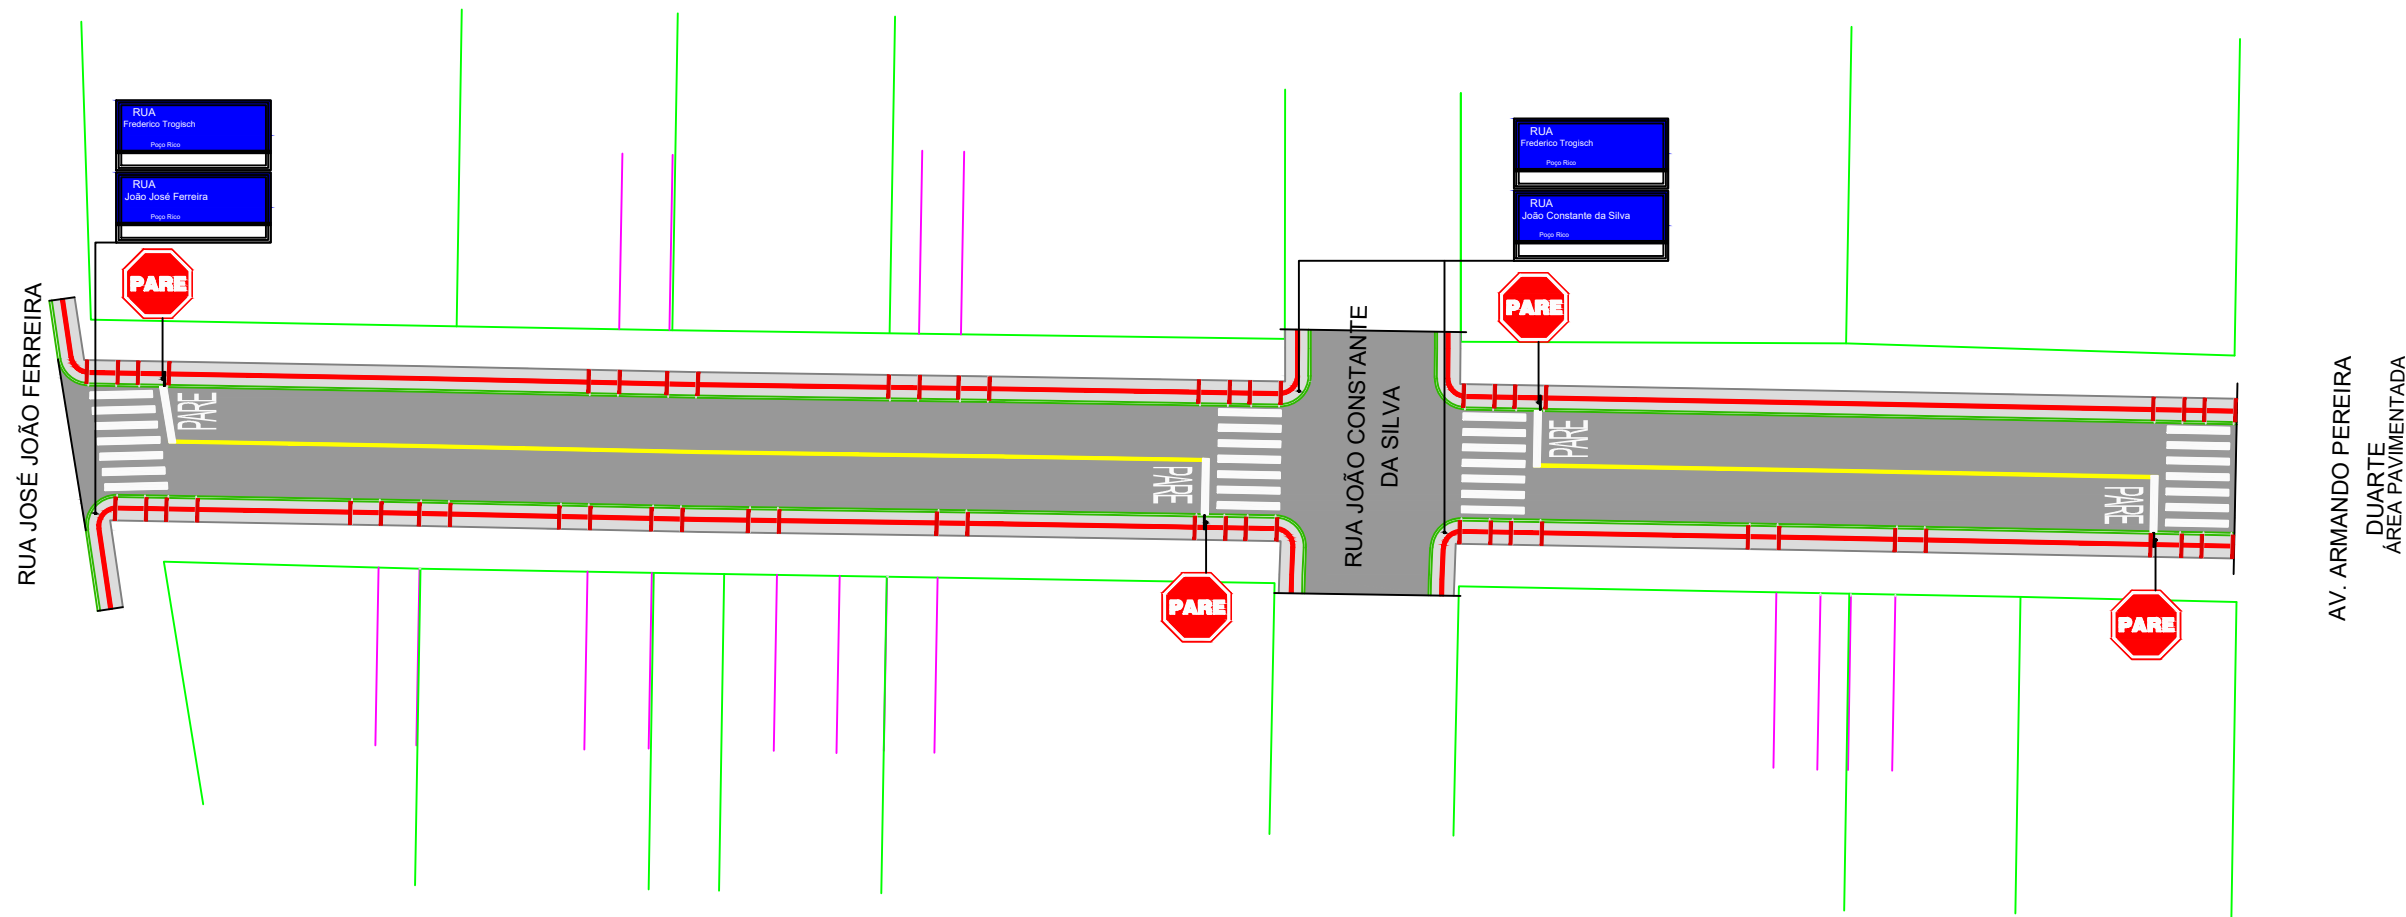 RUA
Frederico Trogisch
Poço Rico
RUA
João José Ferreira
Poço Rico
PARE
RUA JOSÉ JOÃO FERREIRA
PARE
PARE
PARE
RUA JOÃO CONSTANTE
DA SILVA
RUA
Frederico Trogisch
Poço Rico
RUA
João Constante da Silva
Poço Rico
PARE
PARE
PARE
PARE
AV. ARMANDO PEREIRA
DUARTE
ÁREA PAVIMENTADA